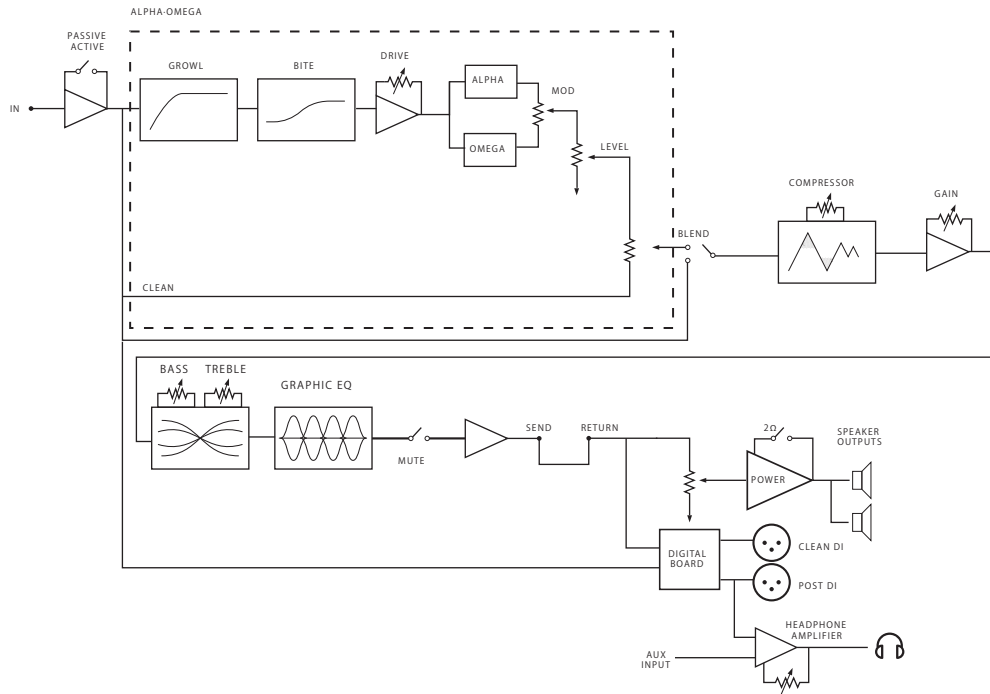 ALPHA-OMEGA
PASSIVE
ACTIVE
GROWL
BITE
DRIVE
IN
ALPHA
MOD
OMEGA
LEVEL
COMPRESSOR
GAIN
BLEND
CLEAN
BASS
TREBLE
GRAPHIC EQ
MUTE
SEND
RETURN
2Ω
SPEAKER
OUTPUTS
POWER
DIGITAL
BOARD
CLEAN DI
POST DI
HEADPHONE
AMPLIFIER
AUX
INPUT